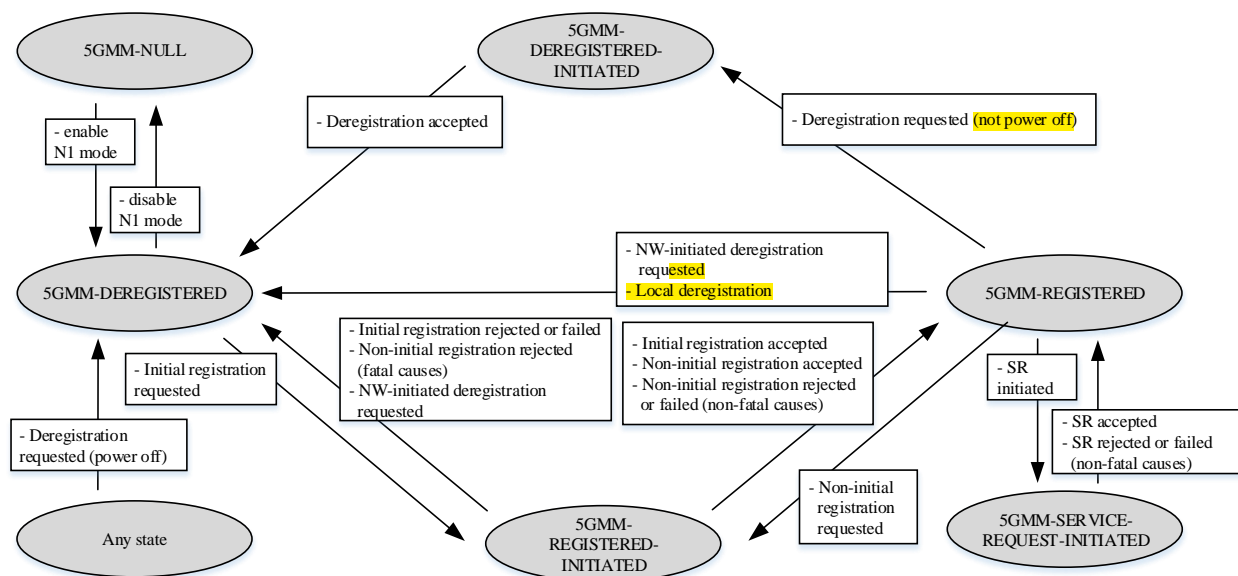 5GMM-NULL
5GMM-
DEREGISTERED-
INITIATED
- Deregistration accepted
- Deregistration requested (not power off)
- enable
N1 mode
- disable
N1 mode
- NW-initiated deregistration
requested
- Local deregistration
5GMM-DEREGISTERED
5GMM-REGISTERED
- Initial registration
requested
- Initial registration rejected or failed
- Non-initial registration rejected
(fatal causes)
- NW-initiated deregistration
requested
- Initial registration accepted
- Non-initial registration accepted
- Non-initial registration rejected
or failed (non-fatal causes)
- SR
initiated
- Deregistration
requested (power off)
- SR accepted
- SR rejected or failed
(non-fatal causes)
- Non-initial
registration
requested
Any state
5GMM-
REGISTERED-
INITIATED
5GMM-SERVICE-
REQUEST-INITIATED